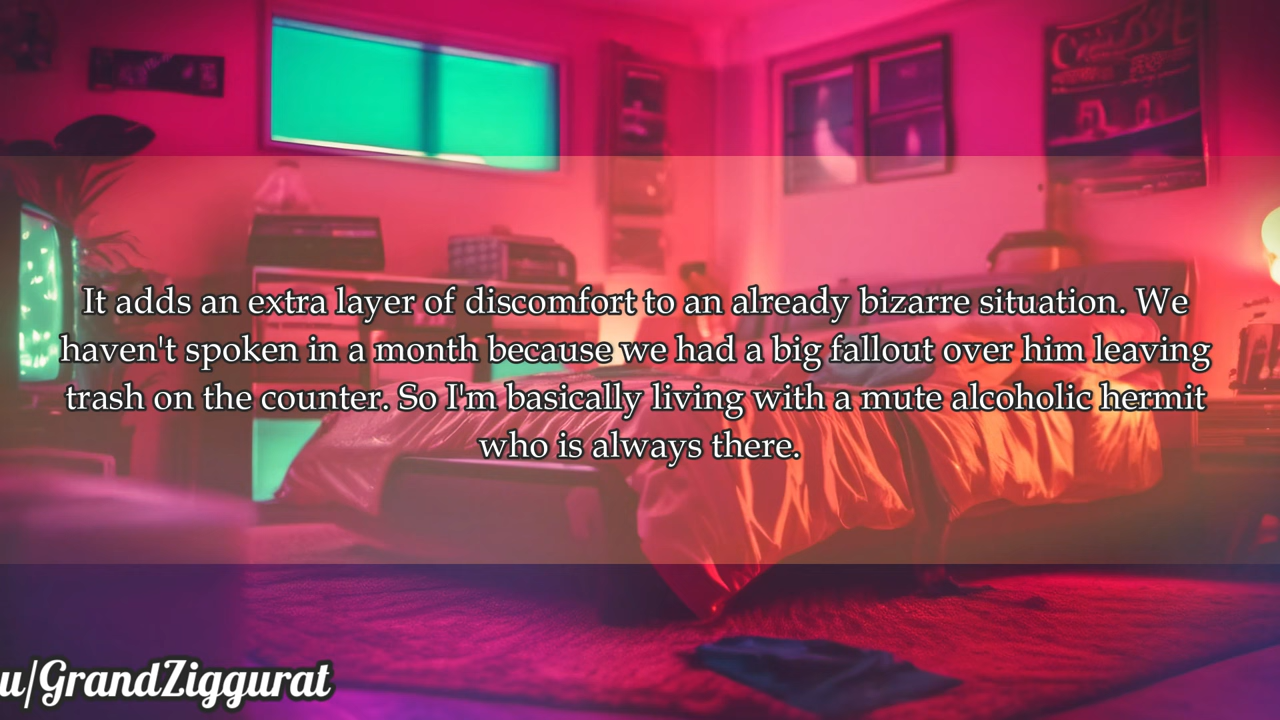 It adds an extra layer of discomfort to an already bizarre situation. We
haven't spoken in a month because we had a big fallout over him leaving
trash on the counter. So I'm basically living with a mute alcoholic hermit
who is always there.
u/GrandZiggurat